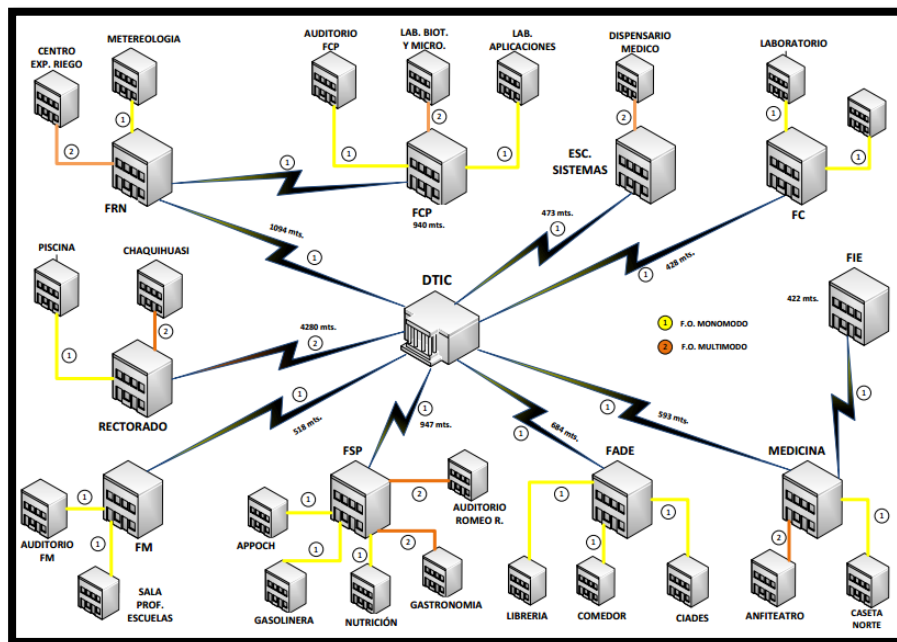 CENTRO
EXP. RIEGO
METEREOLOGIA
AUDITORIO
FCP
LAB. BIOT.
Y MICRO.
LAB.
APLICACIONES
DISPENSARIO
MEDICO
LABORATORIO
1
2
1
2
1
2
1
1
1
FRN
FCP
940 mts.
ESC.
SISTEMAS
FC
1094 mts.
1
473 mts.
1
428 mts.
1
PISCINA
CHAQUIHUASI
DTIC
FIE
422 mts.
1
2
4280 mts.
2
1 F.O. MONOMODO
2 F.O. MULTIMODO
RECTORADO
1
518 mts.
1
947 mts.
684 mts.
1
593 mts.
1
1
FSP
FADE
MEDICINA
1
AUDITORIO
FM
1
FM
SALA
PROF.
ESCUELAS
2
AUDITORIO
ROMEO R.
1
APPOCH
1
1
2
GASOLINERA
NUTRICIÓN
GASTRONOMIA
1
1
1
LIBRERIA
COMEDOR
CIADES
2
1
ANFITEATRO
CASETA
NORTE